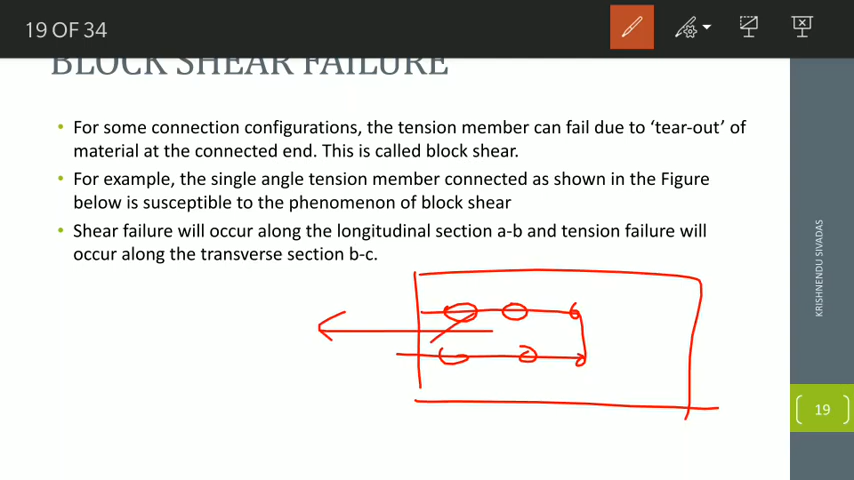 19 OF 34
BLOCK SHEAR FAILURE
• For some connection configurations, the tension member can fail due to ‘tear-out’ of
material at the connected end. This is called block shear.
• For example, the single angle tension member connected as shown in the Figure
below is susceptible to the phenomenon of block shear
• Shear failure will occur along the longitudinal section a-b and tension failure will
occur along the transverse section b-c.
KRISHNENDU SIVADAS
19